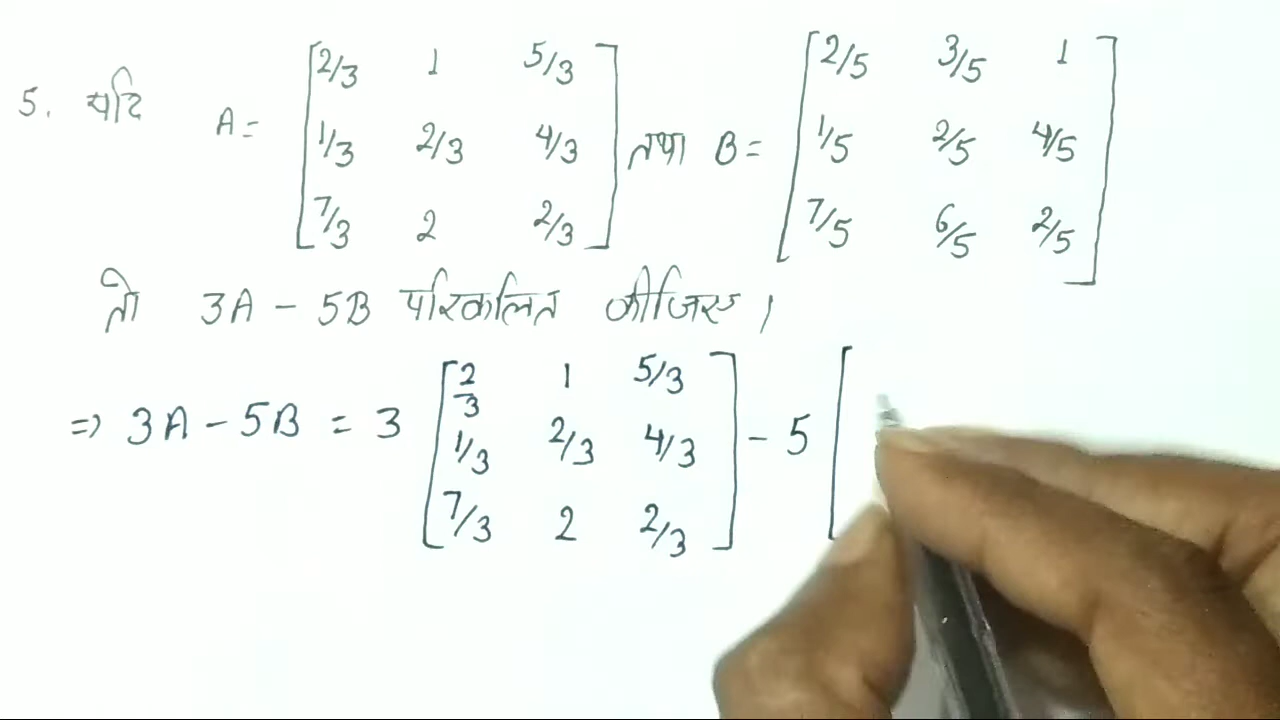 5. यदि A = [2/3 1 5/3
1/3 2/3 4/3
7/3 2 2/3] तथा B = [2/5 3/5 1
1/5 2/5 4/5
7/5 6/5 2/5]
तो 3A - 5B परिकलित कीजिए ।
=> 3A - 5B = 3 [2/3 1 5/3
1/3 2/3 4/3
7/3 2 2/3] - 5 [